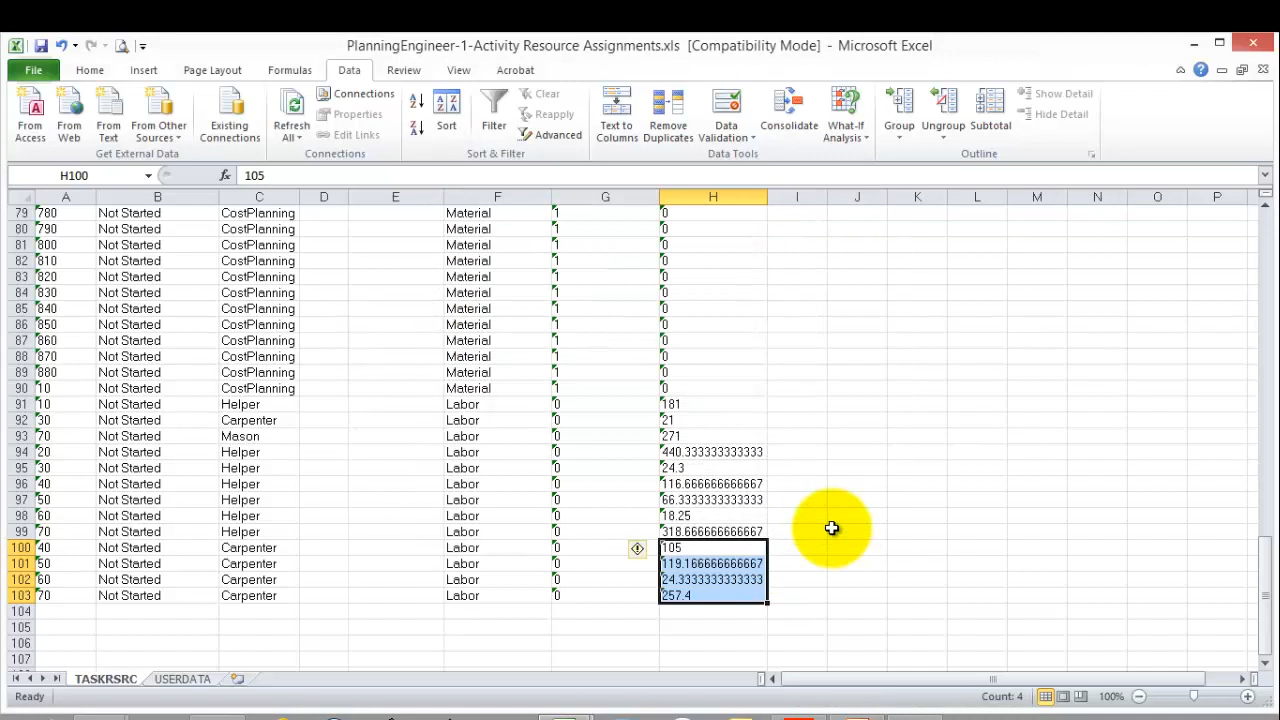 PlanningEngineer-1-Activity Resource Assignments.xls [Compatibility Mode] - Microsoft Excel
File Home Insert Page Layout Formulas Data Review View Acrobat
From Access From Web From Text From Other Sources Existing Connections Refresh All Connections Properties Edit Links Sort Filter Clear Reapply Advanced Text to Columns Remove Duplicates Data Validation Consolidate What-If Analysis Group Ungroup Subtotal Show Detail Hide Detail
Get External Data Connections Sort & Filter Data Tools Outline
H100 fx 105
A B C D E F G H I J K L M N O P
79 780 Not Started CostPlanning Material 1 0
80 790 Not Started CostPlanning Material 1 0
81 800 Not Started CostPlanning Material 1 0
82 810 Not Started CostPlanning Material 1 0
83 820 Not Started CostPlanning Material 1 0
84 830 Not Started CostPlanning Material 1 0
85 840 Not Started CostPlanning Material 1 0
86 850 Not Started CostPlanning Material 1 0
87 860 Not Started CostPlanning Material 1 0
88 870 Not Started CostPlanning Material 1 0
89 880 Not Started CostPlanning Material 1 0
90 10 Not Started CostPlanning Material 1 0
91 10 Not Started Helper Labor 0 181
92 30 Not Started Carpenter Labor 0 21
93 70 Not Started Mason Labor 0 271
94 20 Not Started Helper Labor 0 440.333333333333
95 30 Not Started Helper Labor 0 24.3
96 40 Not Started Helper Labor 0 116.666666666667
97 50 Not Started Helper Labor 0 66.3333333333333
98 60 Not Started Helper Labor 0 18.25
99 70 Not Started Helper Labor 0 318.666666666667
100 40 Not Started Carpenter Labor 0 105
101 50 Not Started Carpenter Labor 0 119.166666666667
102 60 Not Started Carpenter Labor 0 24.3333333333333
103 70 Not Started Carpenter Labor 0 257.4
104
105
106
107
TASKRSRC USERDATA
Ready Count: 4 100%